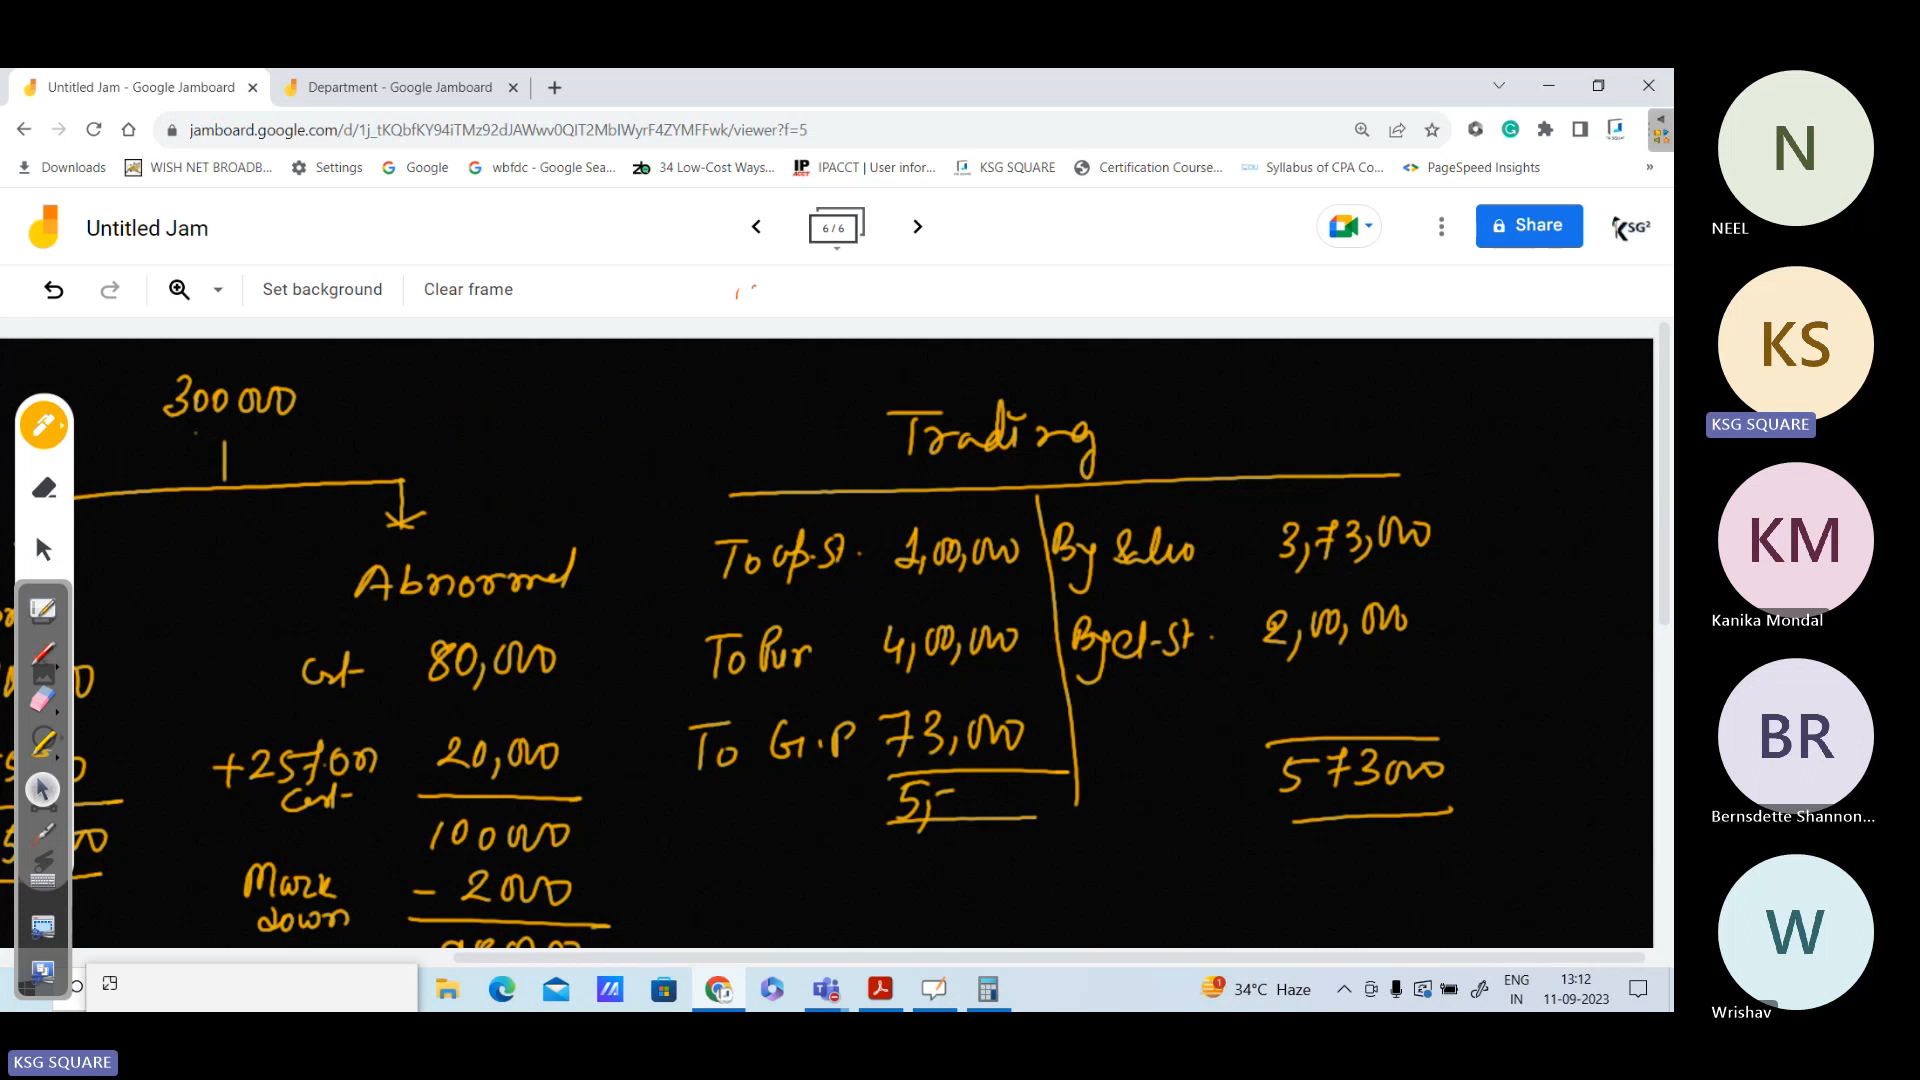 Untitled Jam - Google Jamboard
Department - Google Jamboard
jamboard.google.com/d/1j_tKQbfKY94iTMz92dJAWwv0QIT2MbIWyrF4ZYMFFwk/viewer?f=5
Downloads
WISH NET BROADB...
Settings
Google
wbfdc - Google Sea...
34 Low-Cost Ways...
IPACCT | User infor...
KSG SQUARE
Certification Course...
Syllabus of CPA Co...
PageSpeed Insights
»
Untitled Jam
6 / 6
Share
KSG²
Set background
Clear frame
300000
Abnormal
Cost 80,000
+25% on Cost 20,000
100000
Mark down - 2000
Trading
To op. St. 1,00,000 By Sales 3,73,000
To Pur 4,00,000 By Cl-St. 2,00,000
To G.P 73,000
5,
573000
34°C Haze
ENG
IN
13:12
11-09-2023
N
NEEL
KS
KSG SQUARE
KM
Kanika Mondal
BR
Bernsdette Shannon...
W
Wrishav
KSG SQUARE